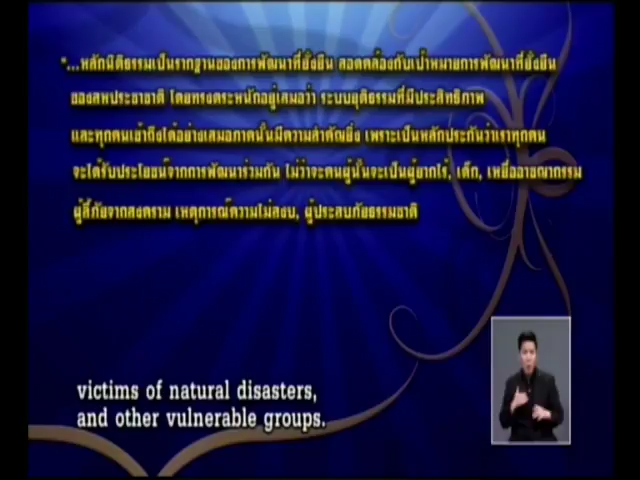 "...หลักนิติธรรมเป็นรากฐานของการพัฒนาที่ยั่งยืน สอดคล้องกับเป้าหมายการพัฒนาที่ยั่งยืน
ของสหประชาชาติ โดยทรงตระหนักอยู่เสมอว่า ระบบยุติธรรมที่มีประสิทธิภาพ
และทุกคนเข้าถึงได้อย่างเสมอภาคนั้นมีความสำคัญยิ่ง เพราะเป็นหลักประกันว่าเราทุกคน
จะได้รับประโยชน์จากการพัฒนาร่วมกัน ไม่ว่าจะคนผู้นั้นจะเป็นผู้ยากไร้, เด็ก, เหยื่ออาชญากรรม
ผู้ลี้ภัยจากสงคราม เหตุการณ์ความไม่สงบ, ผู้ประสบภัยธรรมชาติ
victims of natural disasters,
and other vulnerable groups.